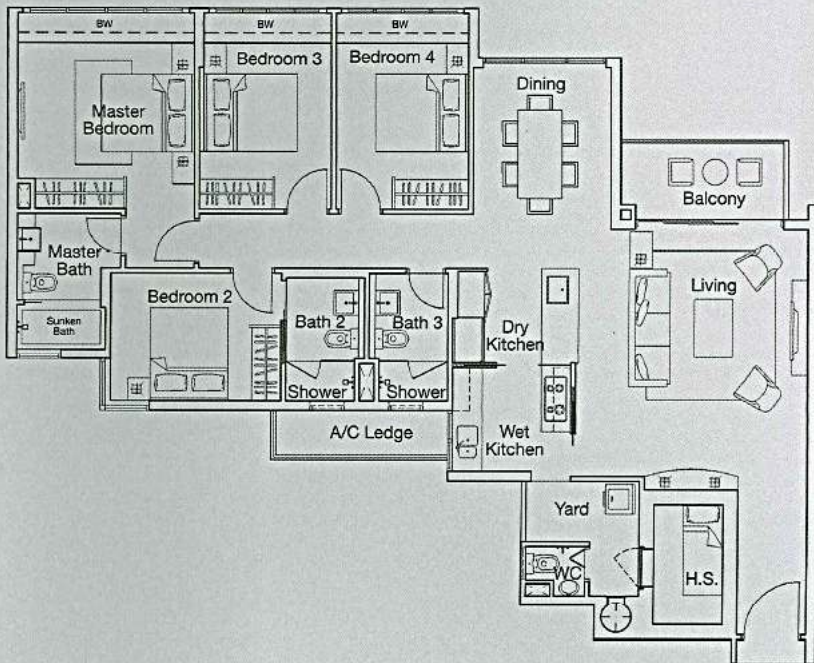 BW
BW
BW
Master
Bedroom
Bedroom 3
Bedroom 4
Dining
Balcony
Master
Bath
Sunken
Bath
Bedroom 2
Bath 2
Bath 3
Shower
Shower
Dry
Kitchen
Living
A/C Ledge
Wet
Kitchen
Yard
WC
H.S.
T